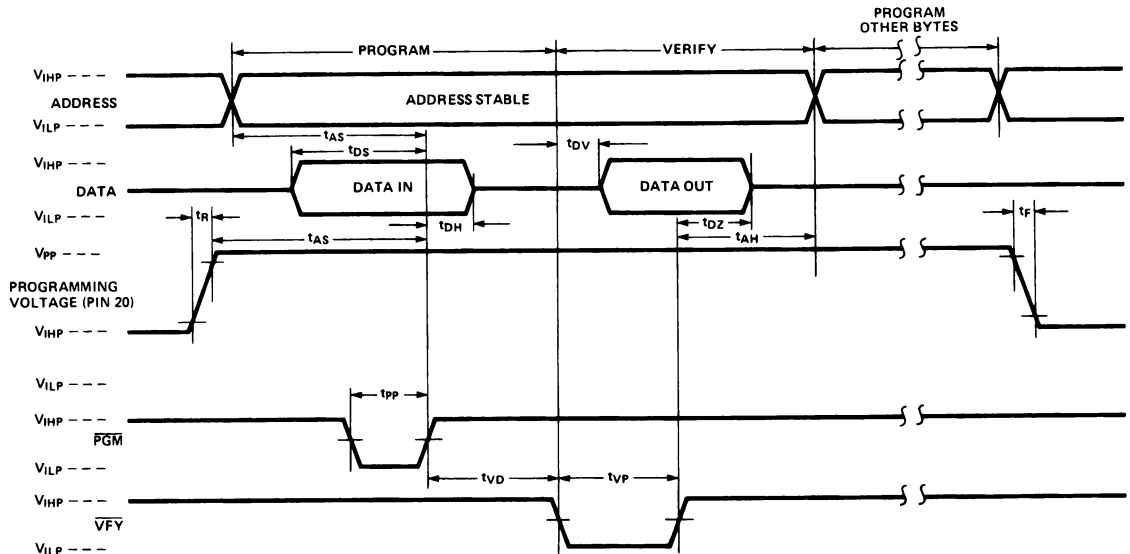 PROGRAM
OTHER BYTES
PROGRAM
VERIFY
VIHP
ADDRESS
ADDRESS STABLE
VILP
tAS
tDS
tDV
VIHP
DATA
DATA IN
DATA OUT
VILP
tR
tDH
tDZ
tF
tAS
tAH
VPP
PROGRAMMING
VOLTAGE (PIN 20)
VIHP
VILP
tPP
VIHP
PGM
VILP
tVD
tVP
VIHP
VFY
VILP